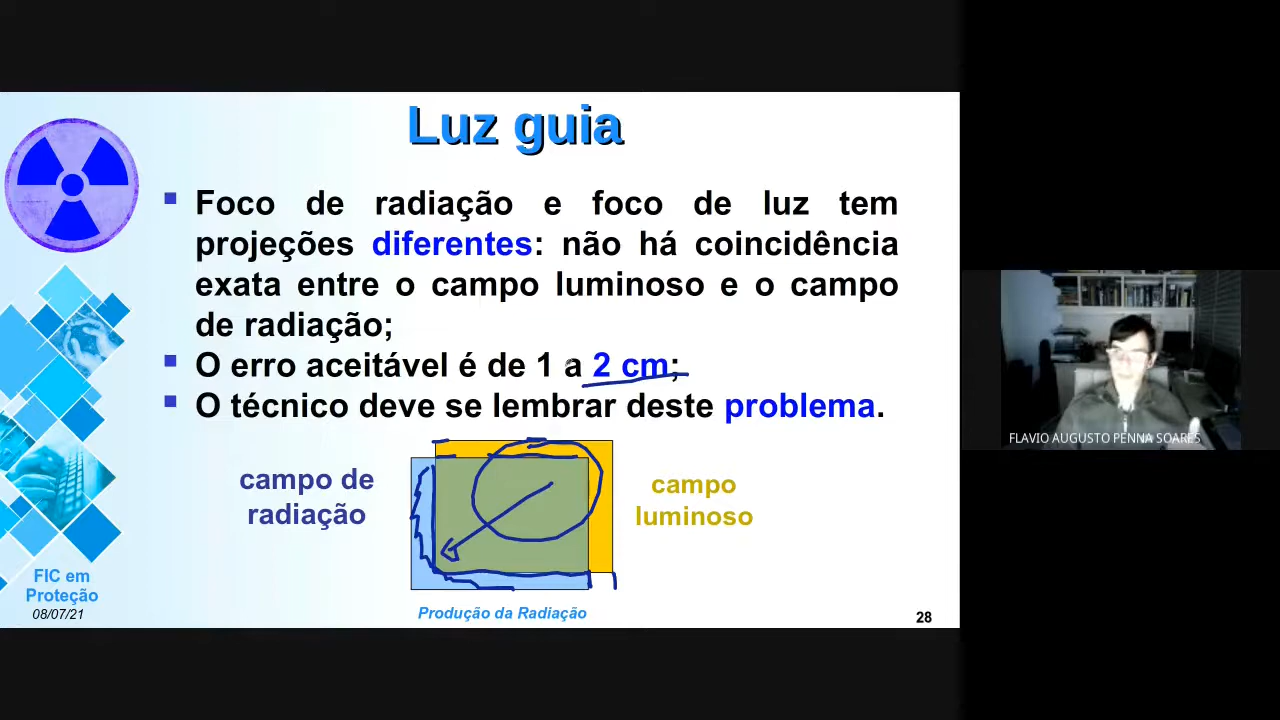 Luz guia
Foco de radiação e foco de luz tem
projeções diferentes: não há coincidência
exata entre o campo luminoso e o campo
de radiação;
O erro aceitável é de 1 a 2 cm;
O técnico deve se lembrar deste problema.
campo de
radiação
campo
luminoso
FIC em
Proteção
08/07/21
Produção da Radiação
28
FLAVIO AUGUSTO PENNA SOARES